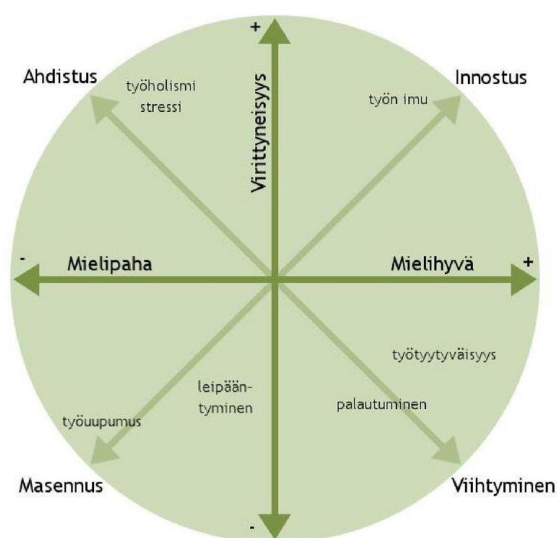 +
Ahdistus
työholismi
stressi
Virittyneisyys
työn imu
Innostus
-
Mielipaha
Mielihyvä
+
työtyytyväisyys
leipään-
tyminen
palautuminen
työuupumus
Masennus
Viihtyminen
-